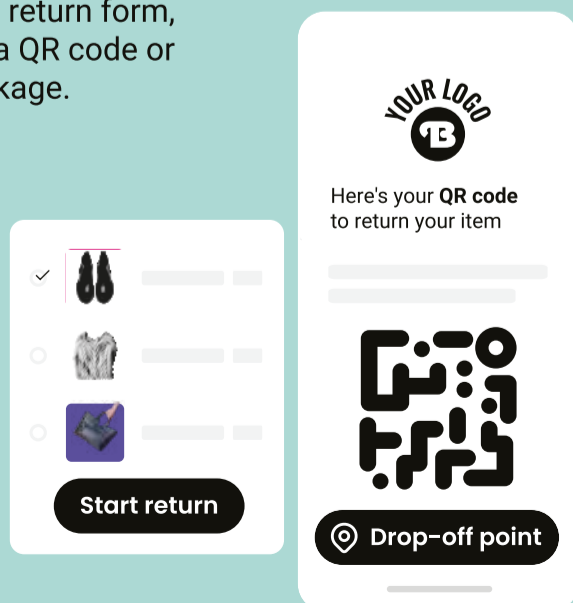 return form,
a QR code or
kage.
YOUR LOGO
B
Here's your QR code
to return your item
Start return
Drop-off point